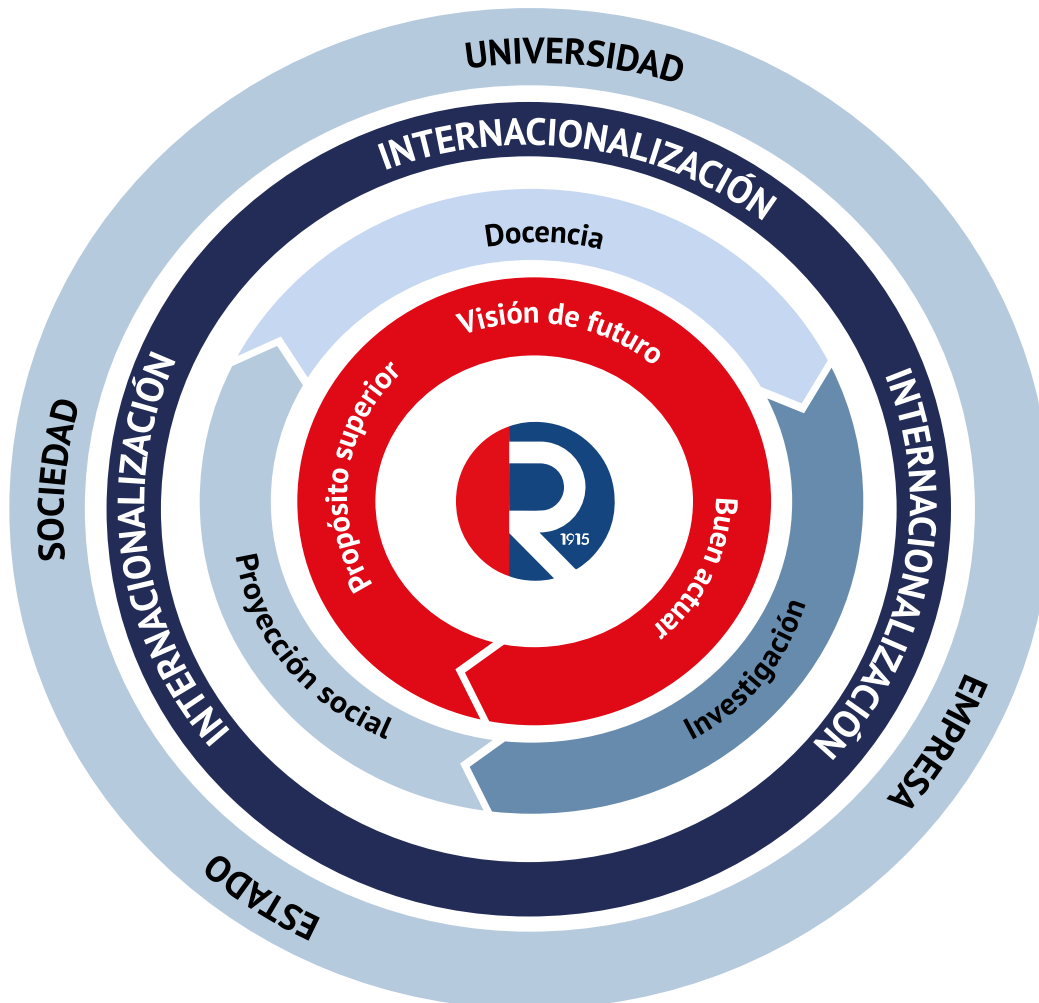 UNIVERSIDAD
INTERNACIONALIZACIÓN
Docencia
Visión de futuro
Propósito superior
INTERNACIONALIZACIÓN
INTERNACIONALIZACIÓN
SOCIEDAD
Buen actuar
1915
Proyección social
Investigación
EMPRESA
ESTADO